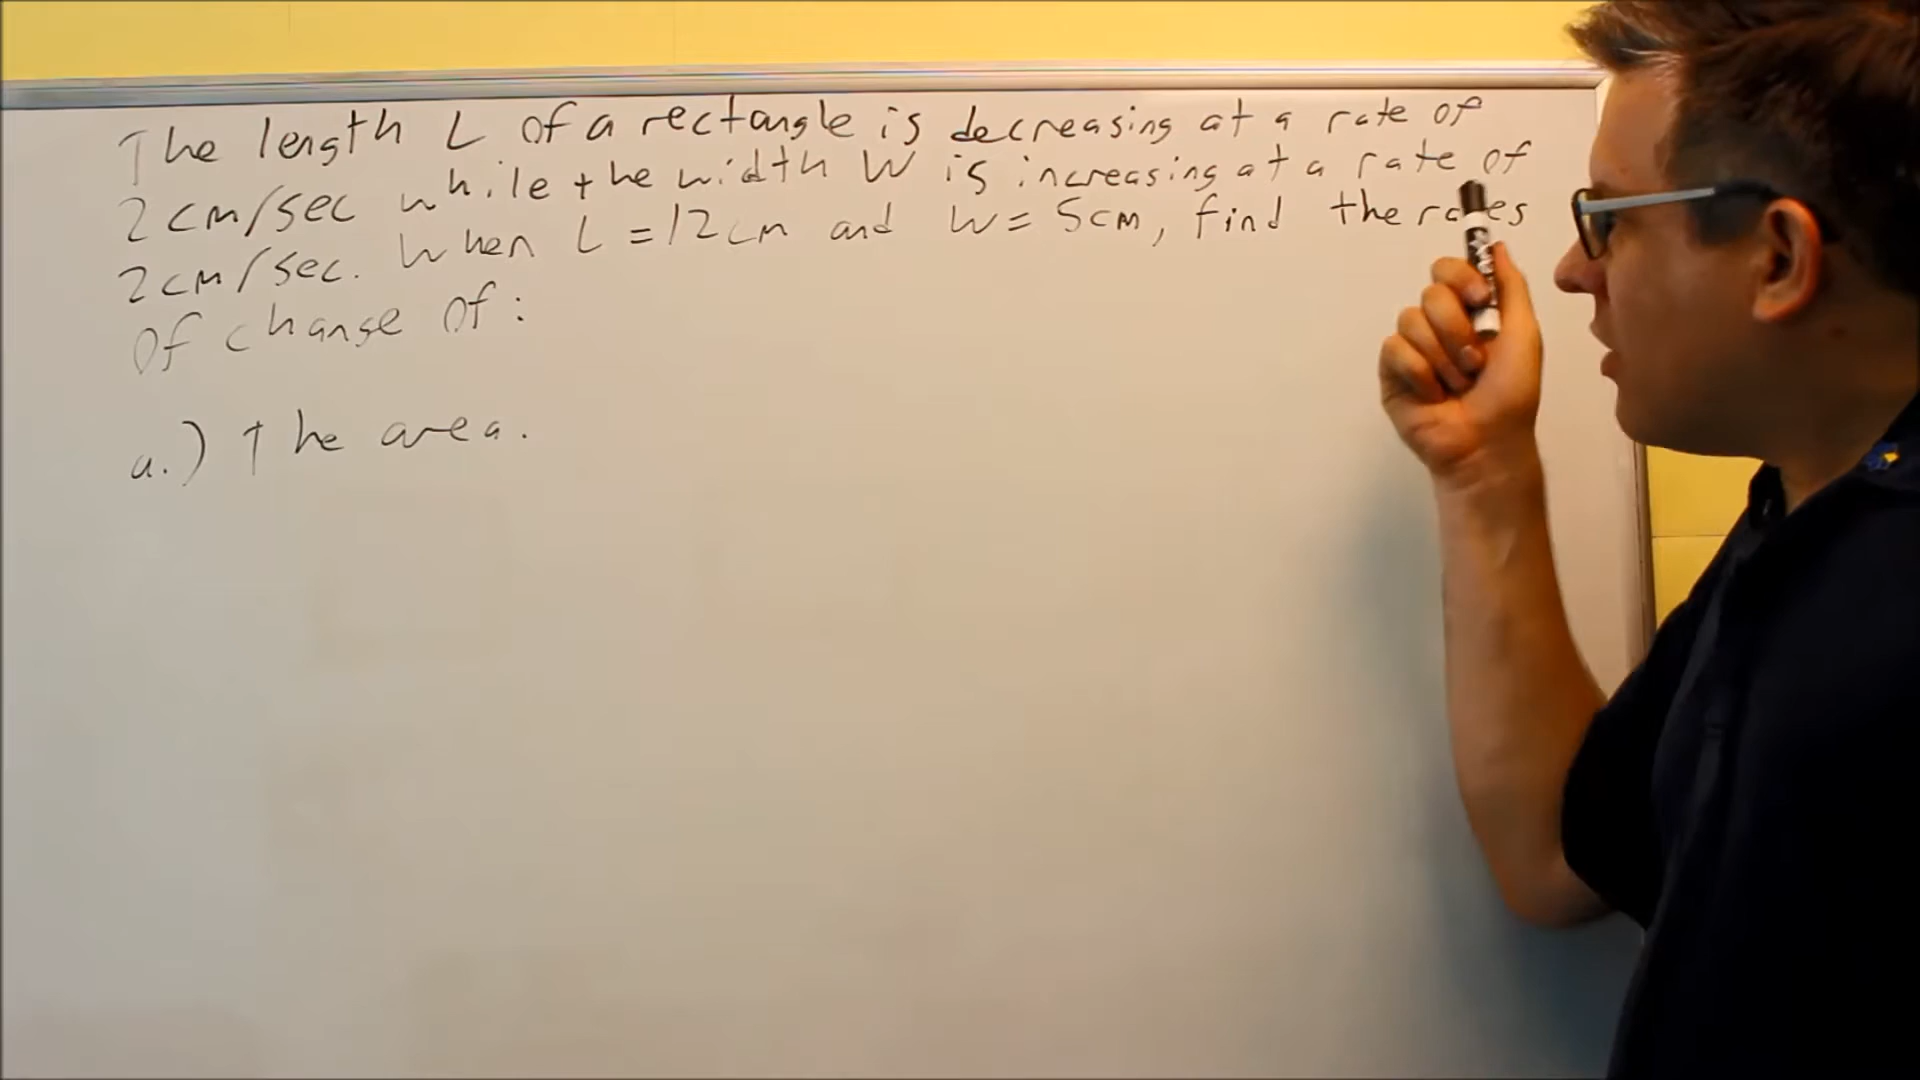 The length L of a rectangle is decreasing at a rate of
2cm/sec while the width W is increasing at a rate of
2cm/sec. When L=12cm and W=5cm, find the rates
of change of:
a.) The area.